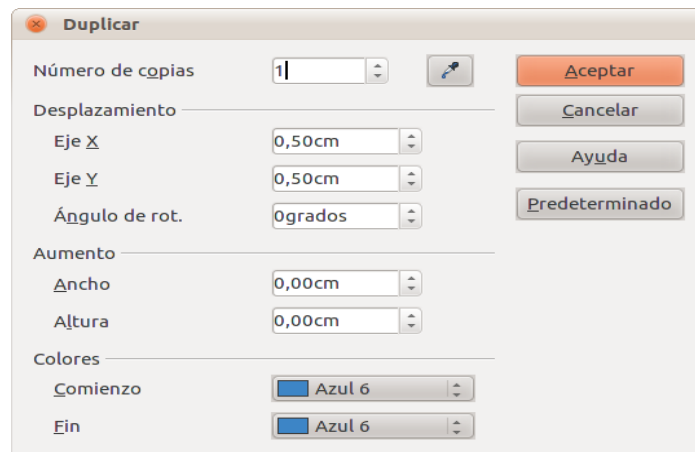 Duplicar
Número de copias 1
Aceptar
Desplazamiento
Cancelar
Eje X 0,50cm
Ayuda
Eje Y 0,50cm
Predeterminado
Ángulo de rot. 0grados
Aumento
Ancho 0,00cm
Altura 0,00cm
Colores
Comienzo Azul 6
Fin Azul 6